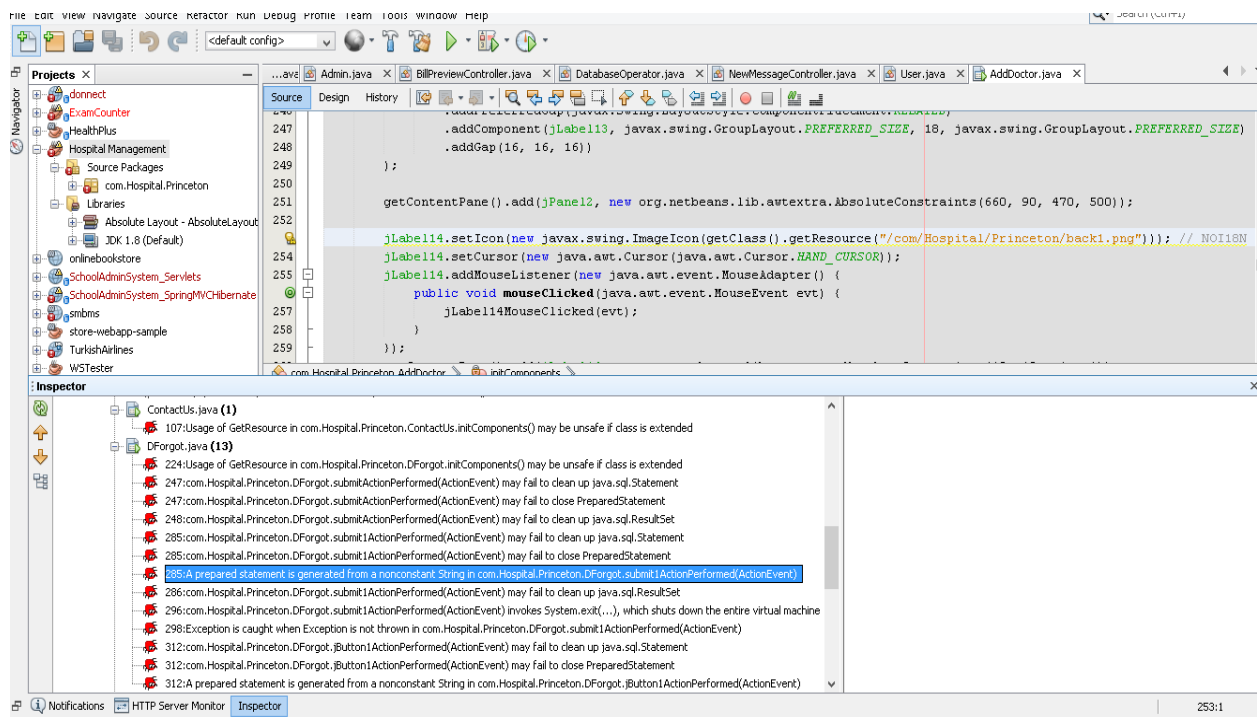 File Edit View Navigate Source Refactor Run Debug Profile Team Tools Window Help
Search (Ctrl+I)
<default config>
Projects
...ava Admin.java BillPreviewController.java DatabaseOperator.java NewMessageController.java User.java AddDoctor.java
Navigator
Source Design History
donnect
ExamCounter
HealthPlus
Hospital Management
Source Packages
com.Hospital.Princeton
Libraries
Absolute Layout - AbsoluteLayout
JDK 1.8 (Default)
onlinebookstore
SchoolAdminSystem_Servlets
SchoolAdminSystem_SpringMVCHibernate
smbms
store-webapp-sample
TurkishAirlines
WSTester
246 .addPreferredGap(javax.swing.LayoutStyle.ComponentPlacement.RELATED)
247 .addComponent(jLabel13, javax.swing.GroupLayout.PREFERRED_SIZE, 18, javax.swing.GroupLayout.PREFERRED_SIZE)
248 .addGap(16, 16, 16))
249 );
250
251 getContentPane().add(jPanel2, new org.netbeans.lib.awtextra.AbsoluteConstraints(660, 90, 470, 500));
252
jLabel14.setIcon(new javax.swing.ImageIcon(getClass().getResource("/com/Hospital/Princeton/back1.png"))); // NOI18N
254 jLabel14.setCursor(new java.awt.Cursor(java.awt.Cursor.HAND_CURSOR));
255 jLabel14.addMouseListener(new java.awt.event.MouseAdapter() {
public void mouseClicked(java.awt.event.MouseEvent evt) {
257 jLabel14MouseClicked(evt);
258 }
259 });
com.Hospital.Princeton.AddDoctor initComponents
Inspector
ContactUs.java (1)
107:Usage of GetResource in com.Hospital.Princeton.ContactUs.initComponents() may be unsafe if class is extended
DForgot.java (13)
224:Usage of GetResource in com.Hospital.Princeton.DForgot.initComponents() may be unsafe if class is extended
247:com.Hospital.Princeton.DForgot.submitActionPerformed(ActionEvent) may fail to clean up java.sql.Statement
247:com.Hospital.Princeton.DForgot.submitActionPerformed(ActionEvent) may fail to close PreparedStatement
248:com.Hospital.Princeton.DForgot.submitActionPerformed(ActionEvent) may fail to clean up java.sql.ResultSet
285:com.Hospital.Princeton.DForgot.submit1ActionPerformed(ActionEvent) may fail to clean up java.sql.Statement
285:com.Hospital.Princeton.DForgot.submit1ActionPerformed(ActionEvent) may fail to close PreparedStatement
285:A prepared statement is generated from a nonconstant String in com.Hospital.Princeton.DForgot.submit1ActionPerformed(ActionEvent)
286:com.Hospital.Princeton.DForgot.submit1ActionPerformed(ActionEvent) may fail to clean up java.sql.ResultSet
296:com.Hospital.Princeton.DForgot.submit1ActionPerformed(ActionEvent) invokes System.exit(...), which shuts down the entire virtual machine
298:Exception is caught when Exception is not thrown in com.Hospital.Princeton.DForgot.submit1ActionPerformed(ActionEvent)
312:com.Hospital.Princeton.DForgot.jButton1ActionPerformed(ActionEvent) may fail to clean up java.sql.Statement
312:com.Hospital.Princeton.DForgot.jButton1ActionPerformed(ActionEvent) may fail to close PreparedStatement
312:A prepared statement is generated from a nonconstant String in com.Hospital.Princeton.DForgot.jButton1ActionPerformed(ActionEvent)
Notifications HTTP Server Monitor Inspector
253:1